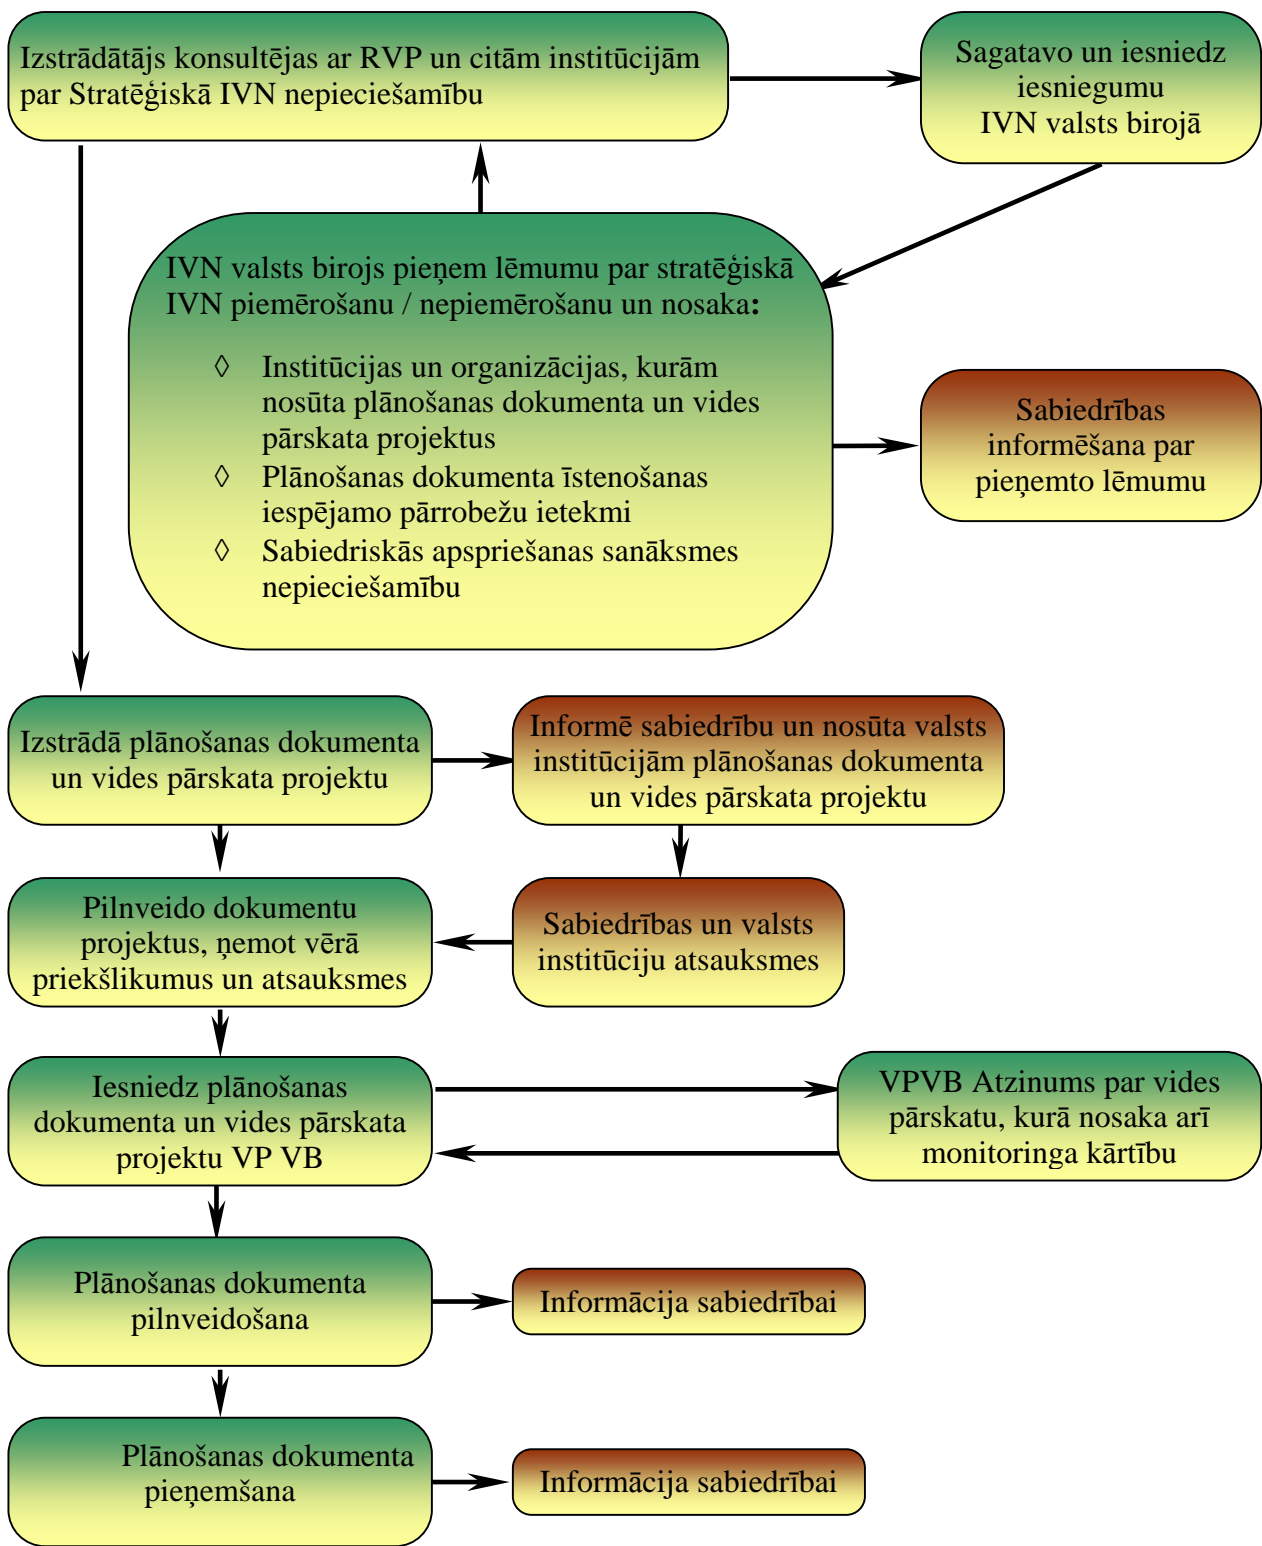 Izstrādātājs konsultējas ar RVP un citām institūcijām
par Stratēģiskā IVN nepieciešamību
Sagatavo un iesniedz
iesniegumu
IVN valsts birojā
IVN valsts birojs pieņem lēmumu par stratēģiskā
IVN piemērošanu / nepiemērošanu un nosaka:
◊ Institūcijas un organizācijas, kurām
nosūta plānošanas dokumenta un vides
pārskata projektus
◊ Plānošanas dokumenta īstenošanas
iespējamo pārrobežu ietekmi
◊ Sabiedriskās apspriešanas sanāksmes
nepieciešamību
Sabiedrības
informēšana par
pieņemto lēmumu
Izstrādā plānošanas dokumenta
un vides pārskata projektu
Informē sabiedrību un nosūta valsts
institūcijām plānošanas dokumenta
un vides pārskata projektu
Pilnveido dokumentu
projektus, ņemot vērā
priekšlikumus un atsauksmes
Sabiedrības un valsts
institūciju atsauksmes
Iesniedz plānošanas
dokumenta un vides pārskata
projektu VP VB
VPVB Atzinums par vides
pārskatu, kurā nosaka arī
monitoringa kārtību
Plānošanas dokumenta
pilnveidošana
Informācija sabiedrībai
Plānošanas dokumenta
pieņemšana
Informācija sabiedrībai